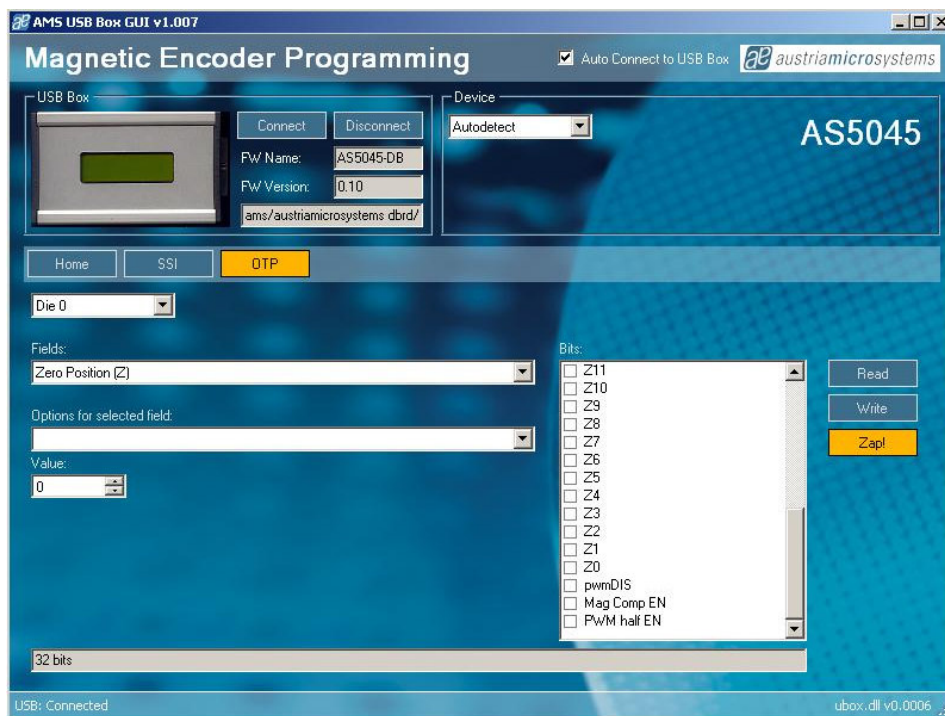 AMS USB Box GUI v1.007
Magnetic Encoder Programming
Auto Connect to USB Box
austriamicrosystems
USB Box
Connect
Disconnect
FW Name:
AS5045-DB
FW Version:
0.10
ams/austriamicrosystems dbrd/
Device
Autodetect
AS5045
Home
SSI
OTP
Die 0
Fields:
Zero Position (Z)
Options for selected field:
Value:
0
Bits:
Z11
Z10
Z9
Z8
Z7
Z6
Z5
Z4
Z3
Z2
Z1
Z0
pwmDIS
Mag Comp EN
PWM half EN
Read
Write
Zap!
32 bits
USB: Connected
ubox.dll v0.0006